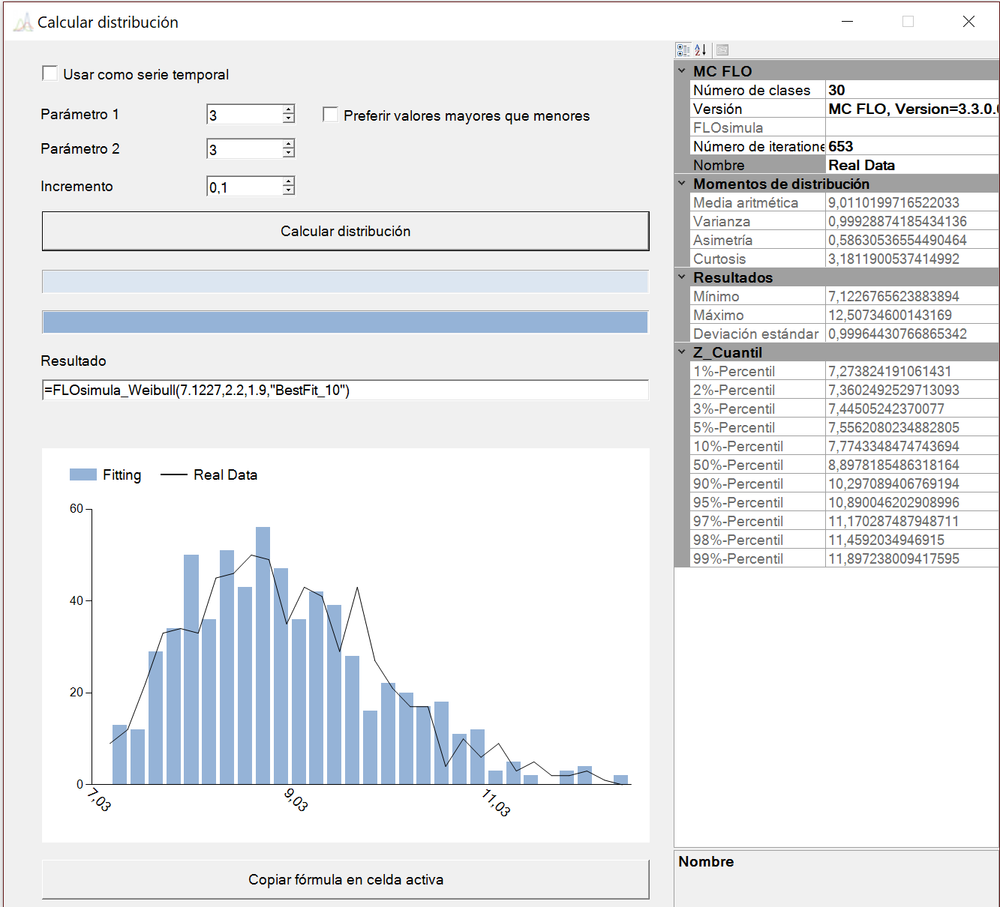 Calcular distribución
Usar como serie temporal
Parámetro 1
3
Preferir valores mayores que menores
Parámetro 2
3
Incremento
0,1
Calcular distribución
Resultado
=FLOsimula_Weibull(7.1227,2.2,1.9,"BestFit_10")
Fitting
Real Data
60
40
20
0
7,03
9,03
11,03
Copiar fórmula en celda activa
MC FLO
Número de clases 30
Versión MC FLO, Version=3.3.0.
FLOsimula
Número de iteratione 653
Nombre Real Data
Momentos de distribución
Media aritmética 9,0110199716522033
Varianza 0,99928874185434136
Asimetría 0,58630536554490464
Curtosis 3,1811900537414992
Resultados
Mínimo 7,1226765623883894
Máximo 12,50734600143169
Deviación estándar 0,99964430766865342
Z_Cuantil
1%-Percentil 7,273824191061431
2%-Percentil 7,3602492529713093
3%-Percentil 7,44505242370077
5%-Percentil 7,5562080234882805
10%-Percentil 7,7743348474743694
50%-Percentil 8,8978185486318164
90%-Percentil 10,297089406769194
95%-Percentil 10,890046202908996
97%-Percentil 11,170287487948711
98%-Percentil 11,4592034946915
99%-Percentil 11,897238009417595
Nombre